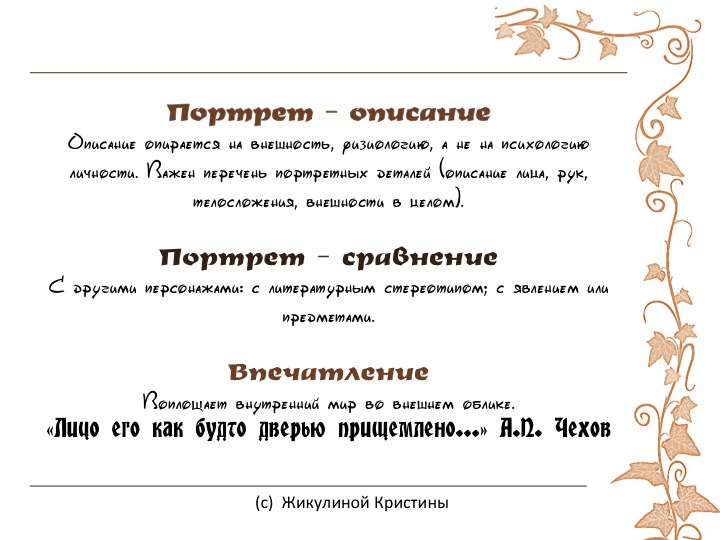 Портрет – описание
Описание опирается на внешность, физиологию, а не на психологию
личности. Важен перечень портретных деталей (описание лица, рук,
телосложения, внешности в целом).
Портрет – сравнение
С другими персонажами: с литературным стереотипом; с явлением или
предметами.
Впечатление
Воплощает внутренний мир во внешнем облике.
«Лицо его как будто дверью прищемлено...» А.П. Чехов
(с) Жикулиной Кристины